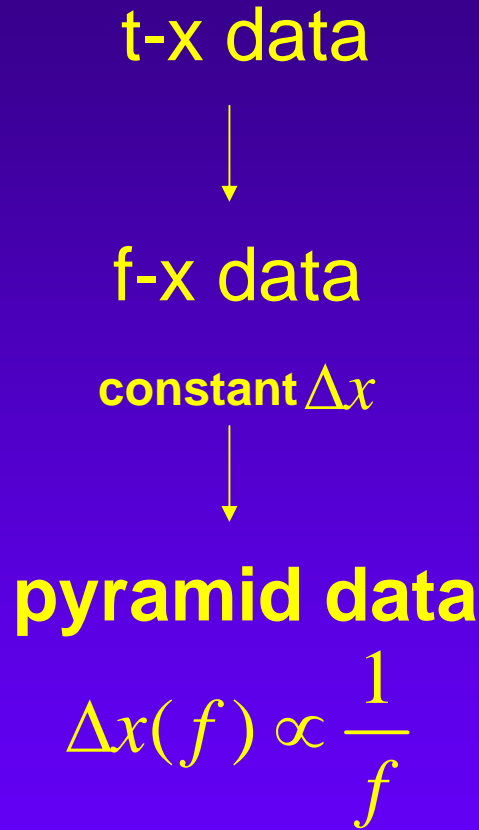 t-x data
f-x data
constant Δx
pyramid data
Δx(f) ∝ 1/f